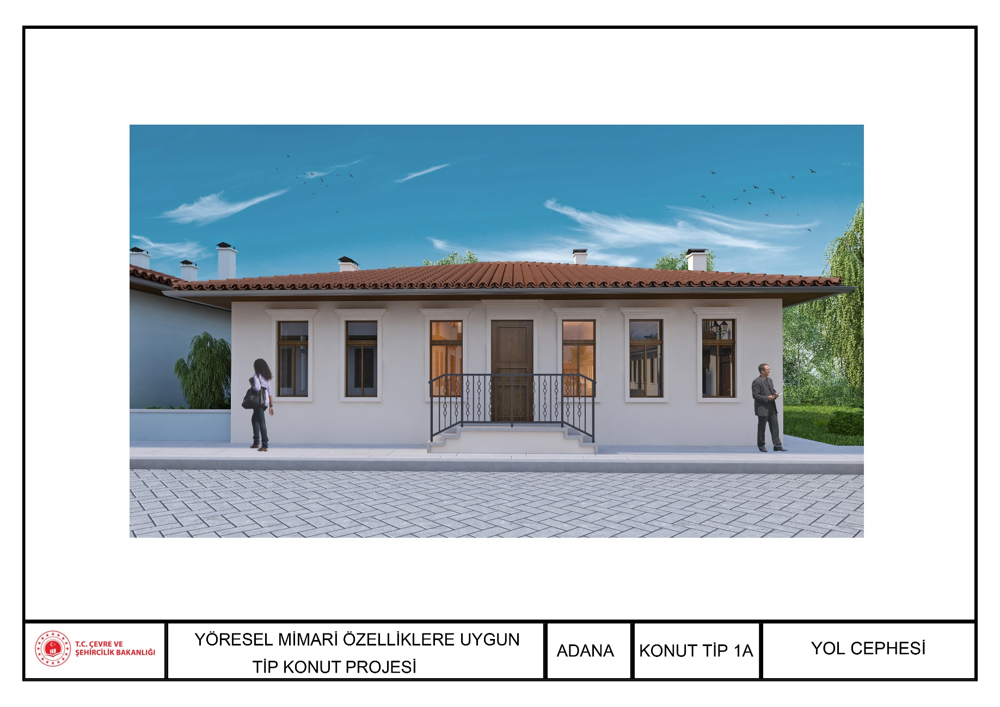 T.C. ÇEVRE VE
ŞEHİRCİLİK BAKANLIĞI
YÖRESEL MİMARİ ÖZELLİKLERE UYGUN
TİP KONUT PROJESİ
ADANA
KONUT TİP 1A
YOL CEPHESİ